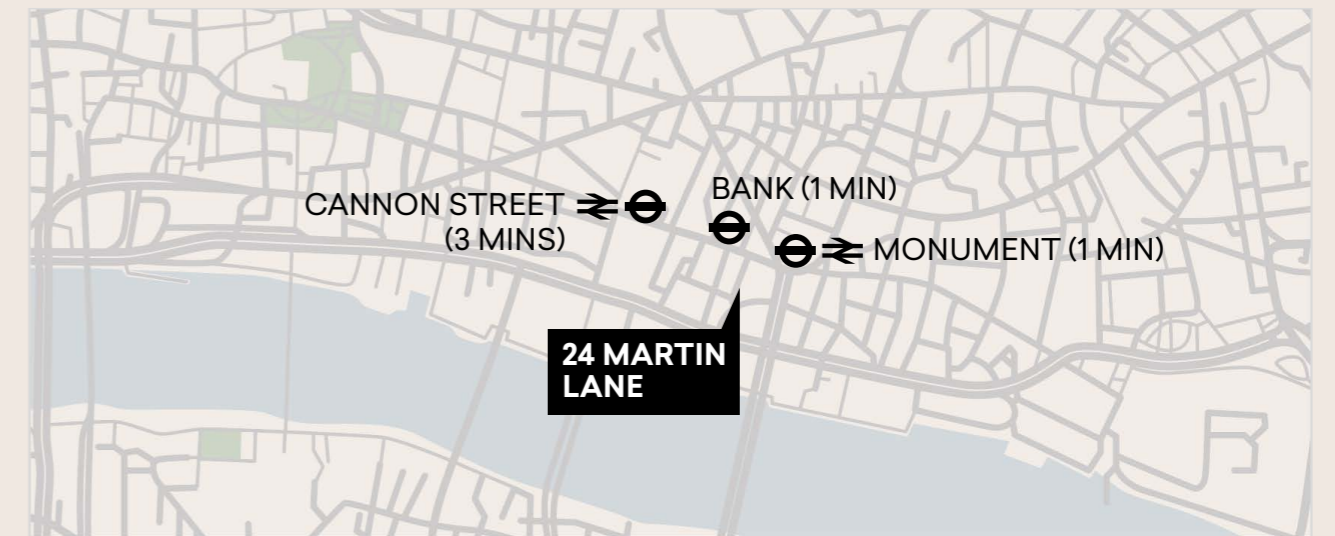 CANNON STREET
(3 MINS)
BANK (1 MIN)
MONUMENT (1 MIN)
24 MARTIN
LANE